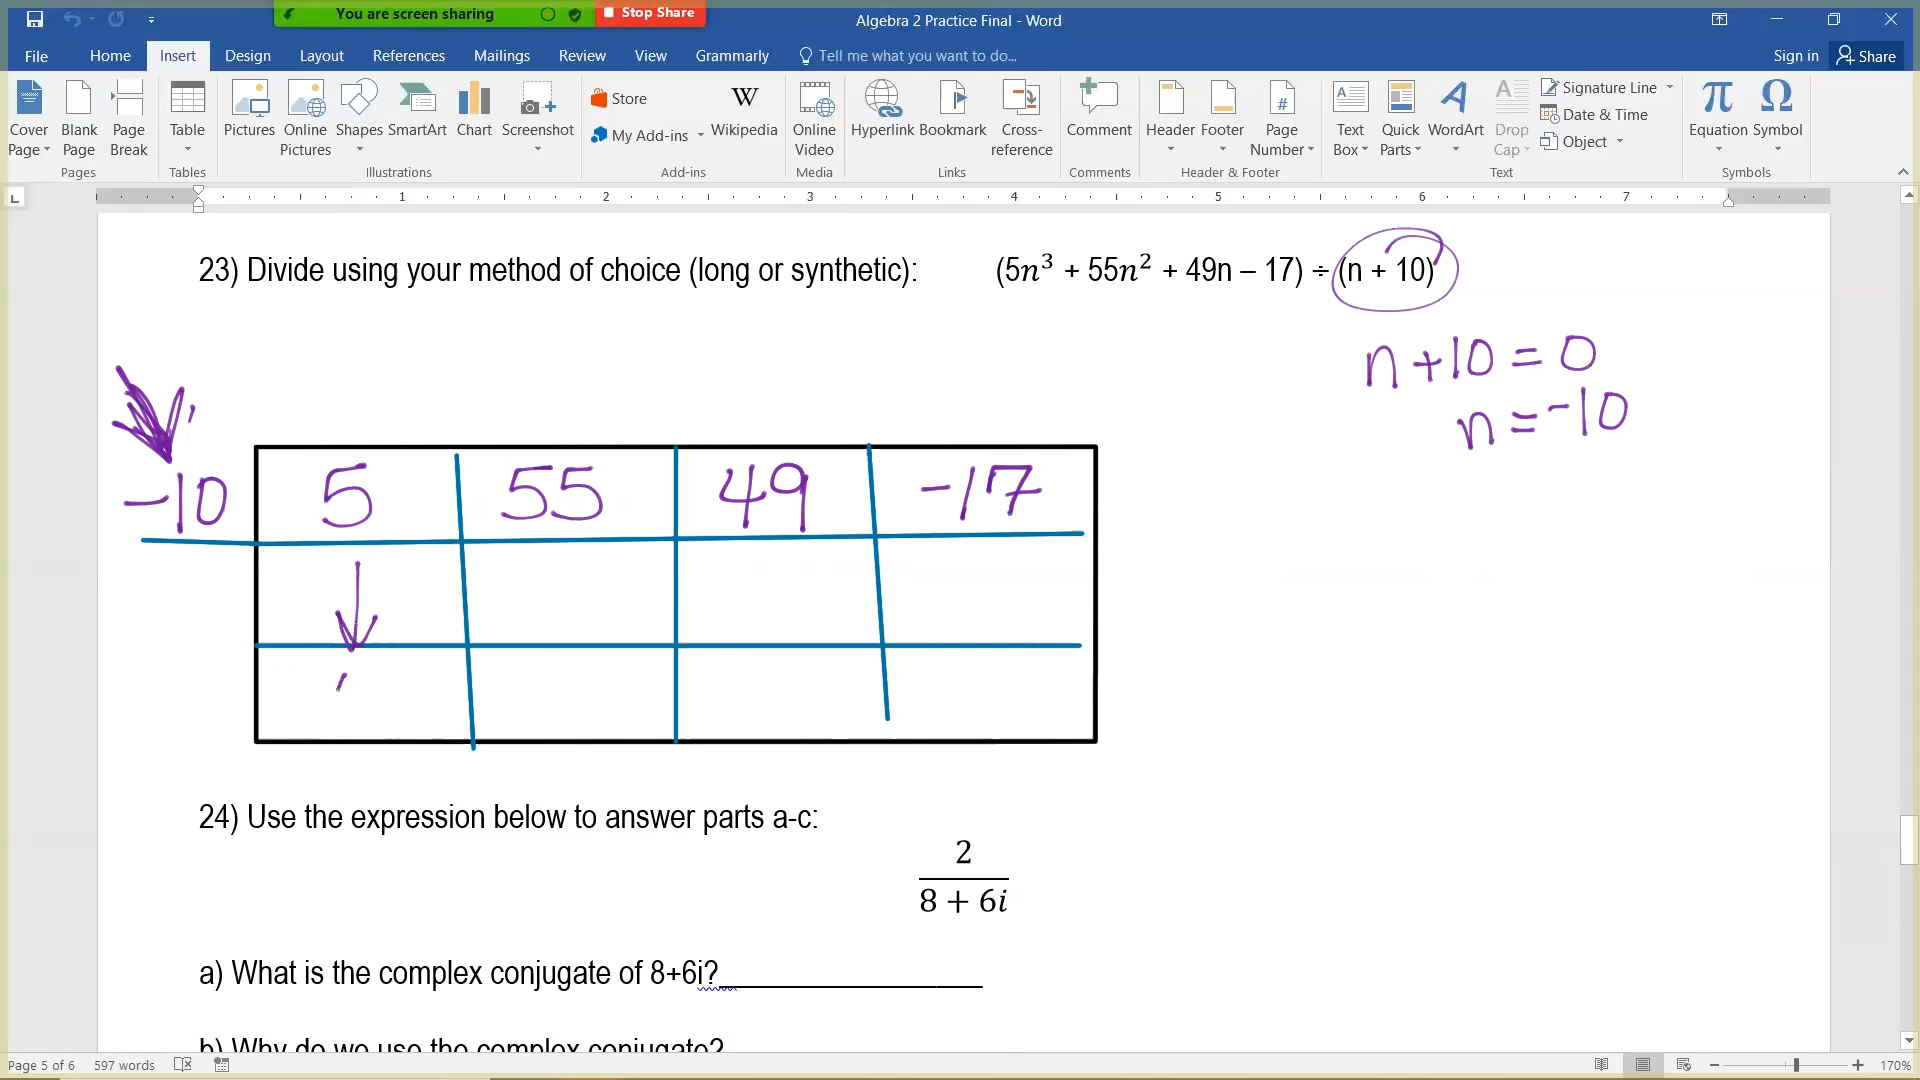 You are screen sharing
Stop Share
Algebra 2 Practice Final - Word
File Home Insert Design Layout References Mailings Review View Grammarly Tell me what you want to do... Sign in Share
Cover Page
Blank Page
Page Break
Table
Pictures
Online Pictures
Shapes
SmartArt
Chart
Screenshot
Store
My Add-ins
W
Wikipedia
Online Video
Hyperlink
Bookmark
Cross-reference
Comment
Header
Footer
Page Number
Text Box
Quick Parts
WordArt
Drop Cap
Signature Line
Date & Time
Object
π
Equation
Ω
Symbol
Pages Tables Illustrations Add-ins Media Links Comments Header & Footer Text Symbols
L
1 2 3 4 5 6 7
23) Divide using your method of choice (long or synthetic): (5n³ + 55n² + 49n – 17) ÷ (n + 10)
n + 10 = 0
n = -10
-10 5 55 49 -17
24) Use the expression below to answer parts a-c:
2
8 + 6i
a) What is the complex conjugate of 8+6i?
b) Why do we use the complex conjugate?
Page 5 of 6 597 words 170%